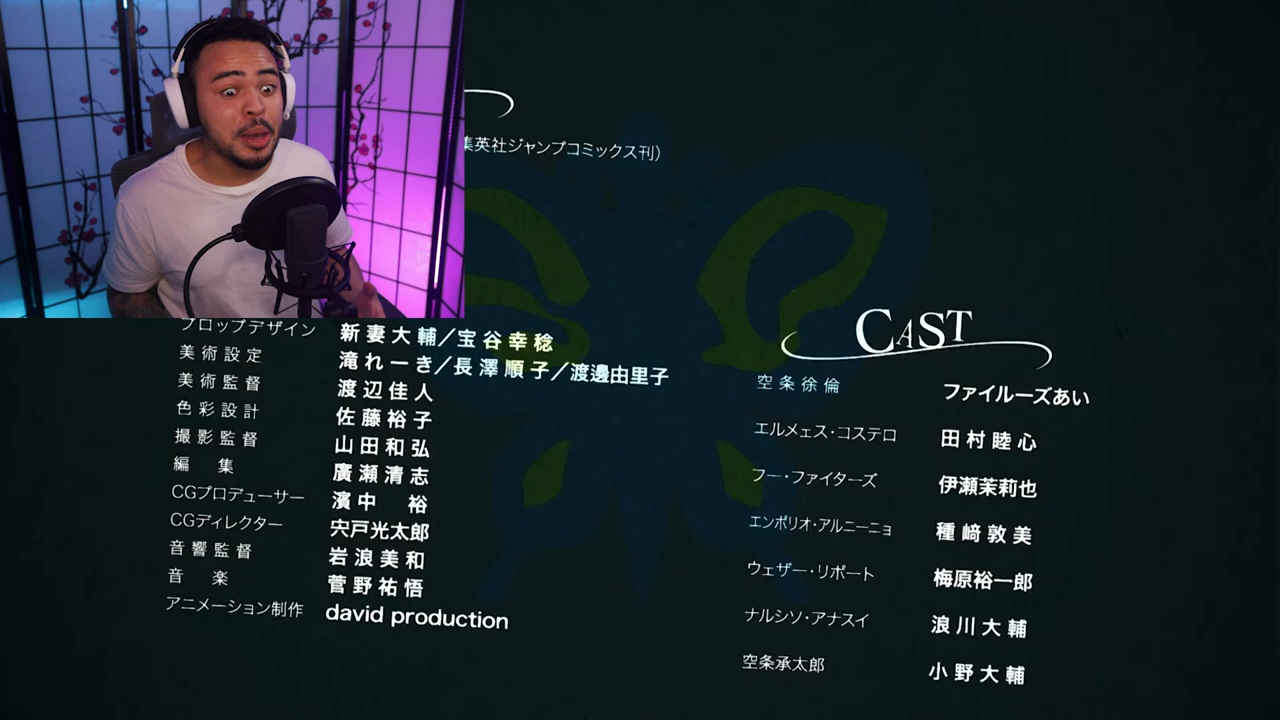 集英社ジャンプコミックス刊）
プロップデザイン 新妻大輔／宝谷幸稔
美術設定 滝れーき／長澤順子／渡邊由里子
美術監督 渡辺佳人
色彩設計 佐藤裕子
撮影監督 山田和弘
編集 廣瀬清志
CGプロデューサー 濱中裕
CGディレクター 宍戸光太郎
音響監督 岩浪美和
音楽 菅野祐悟
アニメーション制作 david production
CAST
空条徐倫 ファイルーズあい
エルメェス・コステロ 田村睦心
フー・ファイターズ 伊瀬茉莉也
エンポリオ・アルニーニョ 種﨑敦美
ウェザー・リポート 梅原裕一郎
ナルシソ・アナスイ 浪川大輔
空条承太郎 小野大輔